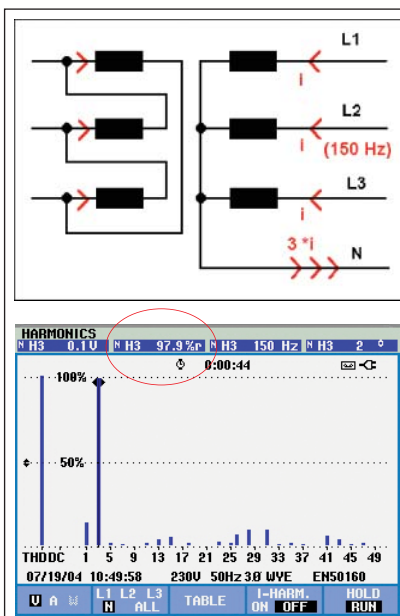 L1
i
L2
i
(150 Hz)
L3
i
3 *i
N
HARMONICS
N H3 0.1 V N H3 97.9 %r N H3 150 Hz N H3 2 °
0:00:44
100%
50%
THDDC 1 5 9 13 17 21 25 29 33 37 41 45 49
07/19/04 10:49:58 230V 50Hz 3Ø WYE EN50160
V A W L1 L2 L3 TABLE I-HARM. HOLD
N ALL ON OFF RUN